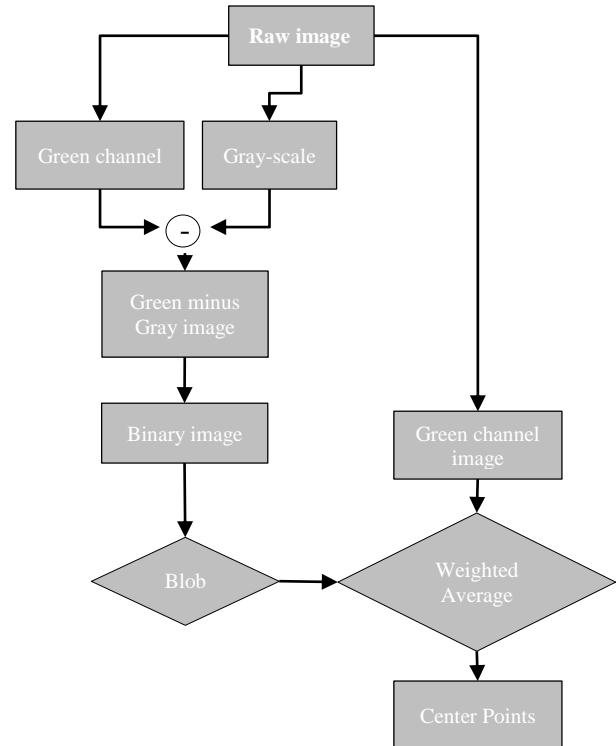 Raw image
Green channel
Gray-scale
-
Green minus
Gray image
Binary image
Green channel
image
Blob
Weighted
Average
Center Points